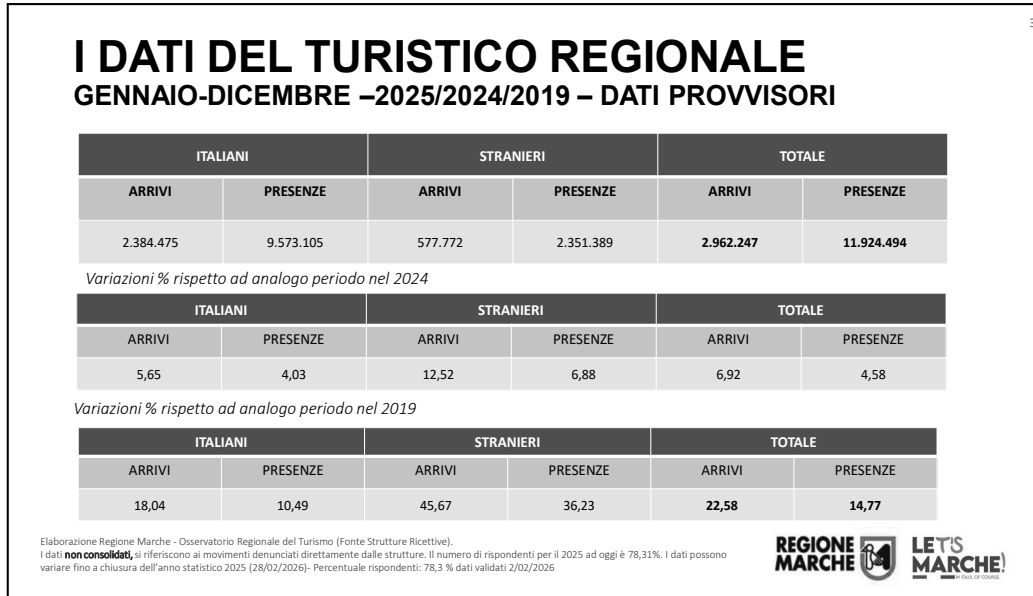 3
I DATI DEL TURISTICO REGIONALE
GENNAIO-DICEMBRE –2025/2024/2019 – DATI PROVVISORI
ITALIANI STRANIERI TOTALE
ARRIVI PRESENZE ARRIVI PRESENZE ARRIVI PRESENZE
2.384.475 9.573.105 577.772 2.351.389 2.962.247 11.924.494
Variazioni % rispetto ad analogo periodo nel 2024
ITALIANI STRANIERI TOTALE
ARRIVI PRESENZE ARRIVI PRESENZE ARRIVI PRESENZE
5,65 4,03 12,52 6,88 6,92 4,58
Variazioni % rispetto ad analogo periodo nel 2019
ITALIANI STRANIERI TOTALE
ARRIVI PRESENZE ARRIVI PRESENZE ARRIVI PRESENZE
18,04 10,49 45,67 36,23 22,58 14,77
Elaborazione Regione Marche - Osservatorio Regionale del Turismo (Fonte Strutture Ricettive).
I dati non consolidati, si riferiscono ai movimenti denunciati direttamente dalle strutture. Il numero di rispondenti per il 2025 ad oggi è 78,31%. I dati possono
variare fino a chiusura dell'anno statistico 2025 (28/02/2026)- Percentuale rispondenti: 78,3 % dati validati 2/02/2026
REGIONE
MARCHE
LET'S
MARCHE!
IN ITALY, OF COURSE.